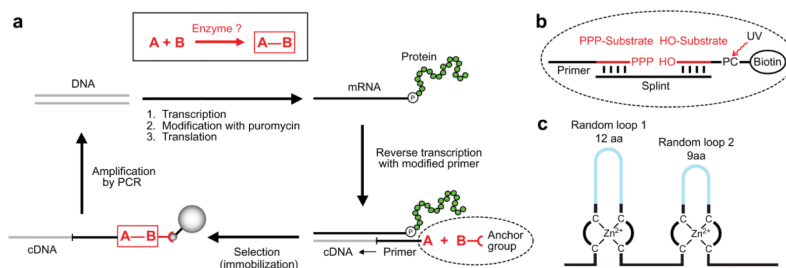 a
Enzyme ?
A + B
A—B
DNA
1. Transcription
2. Modification with puromycin
3. Translation
mRNA
Protein
P
Amplification
by PCR
Reverse transcription
with modified primer
cDNA
A—B
Selection
(immobilization)
P
A + B
Anchor
group
cDNA
Primer
b
UV
PPP-Substrate HO-Substrate
PPP HO
PC
Biotin
Primer
Splint
c
Random loop 1
12 aa
Random loop 2
9aa
C C
Zn2+
C C
C C
Zn2+
C C